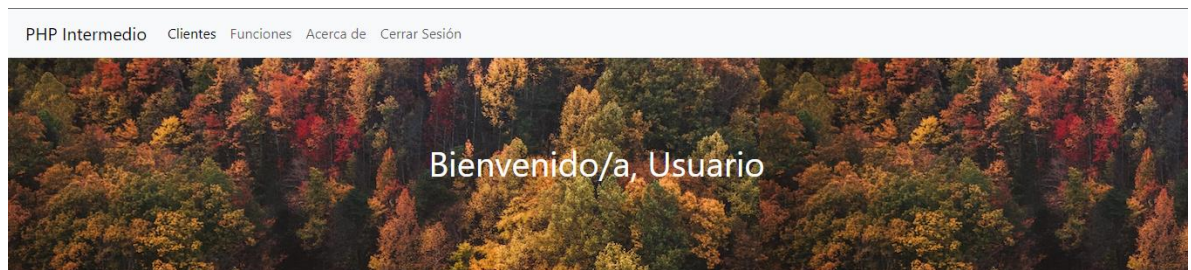 PHP Intermedio Clientes Funciones Acerca de Cerrar Sesión
Bienvenido/a, Usuario